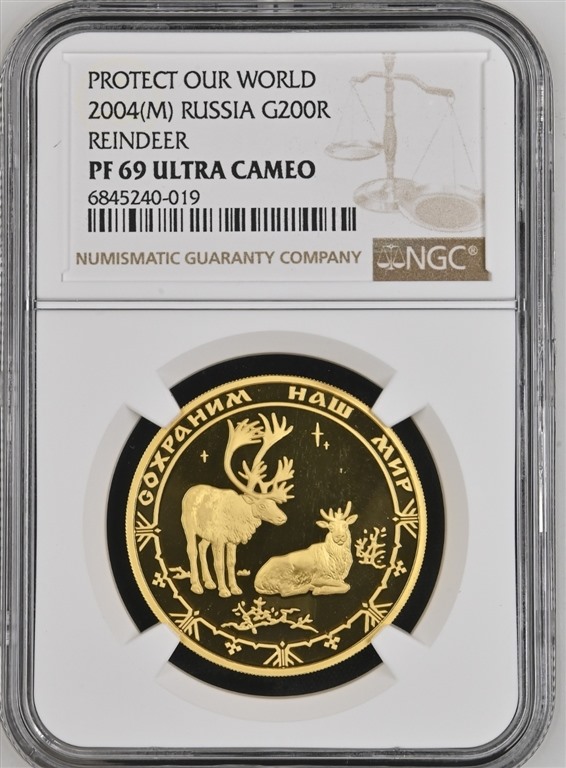 PROTECT OUR WORLD
2004(M) RUSSIA G200R
REINDEER
PF 69 ULTRA CAMEO
6845240-019
NUMISMATIC GUARANTY COMPANY
NGC®
СОХРАНИМ НАШ МИР